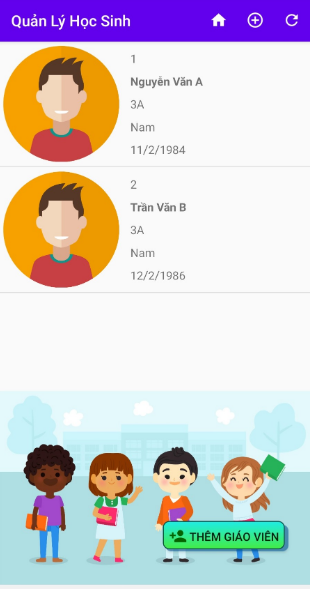 Quản Lý Học Sinh
1
Nguyễn Văn A
3A
Nam
11/2/1984
2
Trần Văn B
3A
Nam
12/2/1986
THÊM GIÁO VIÊN